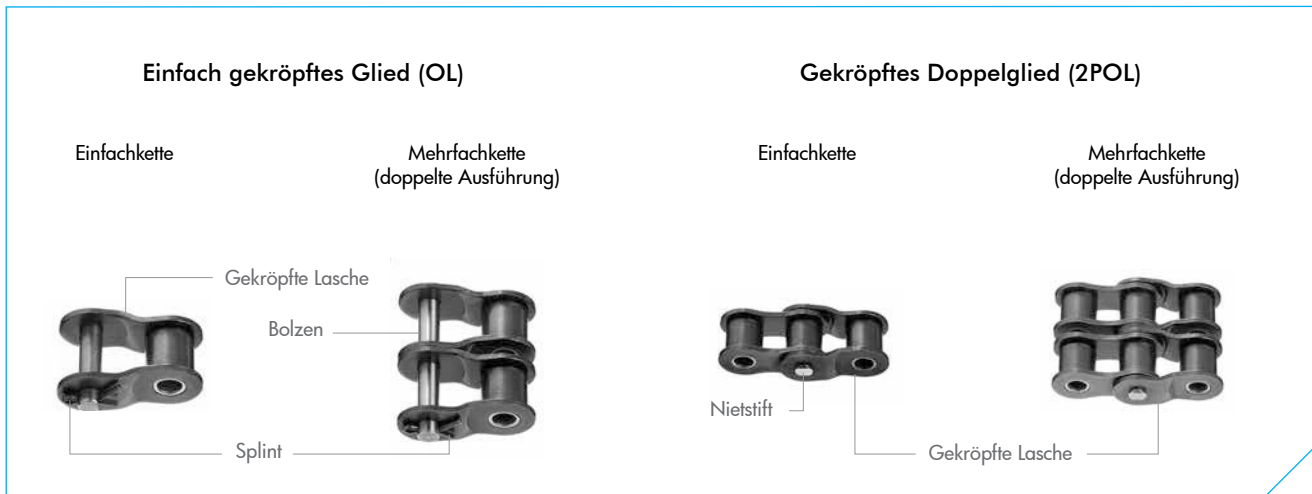 Einfach gekröpftes Glied (OL)
Gekröpftes Doppelglied (2POL)
Einfachkette
Mehrfachkette
(doppelte Ausführung)
Einfachkette
Mehrfachkette
(doppelte Ausführung)
Gekröpfte Lasche
Bolzen
Splint
Nietstift
Gekröpfte Lasche